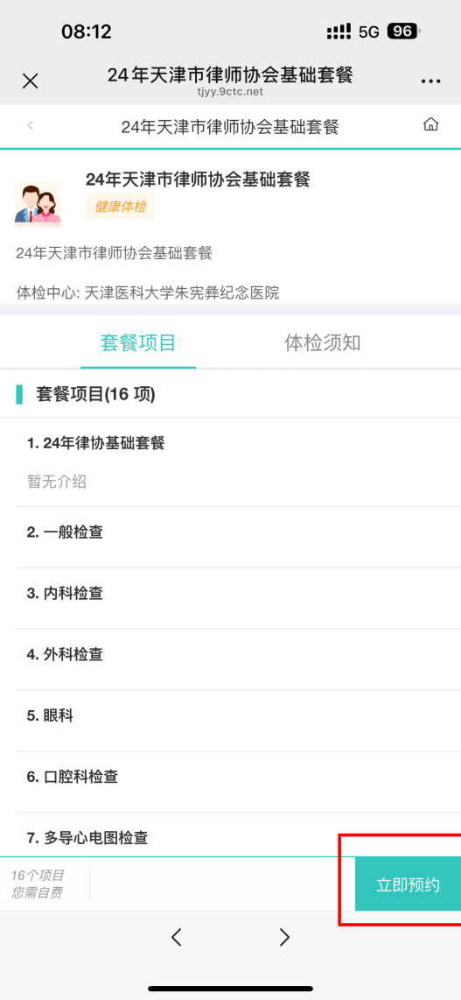 08:12
5G 96
24年天津市律师协会基础套餐
tjyy.9ctc.net
24年天津市律师协会基础套餐
24年天津市律师协会基础套餐
健康体检
24年天津市律师协会基础套餐
体检中心: 天津医科大学朱宪彝纪念医院
套餐项目
体检须知
套餐项目(16 项)
1. 24年律协基础套餐
暂无介绍
2. 一般检查
3. 内科检查
4. 外科检查
5. 眼科
6. 口腔科检查
7. 多导心电图检查
16个项目
您需自费
立即预约